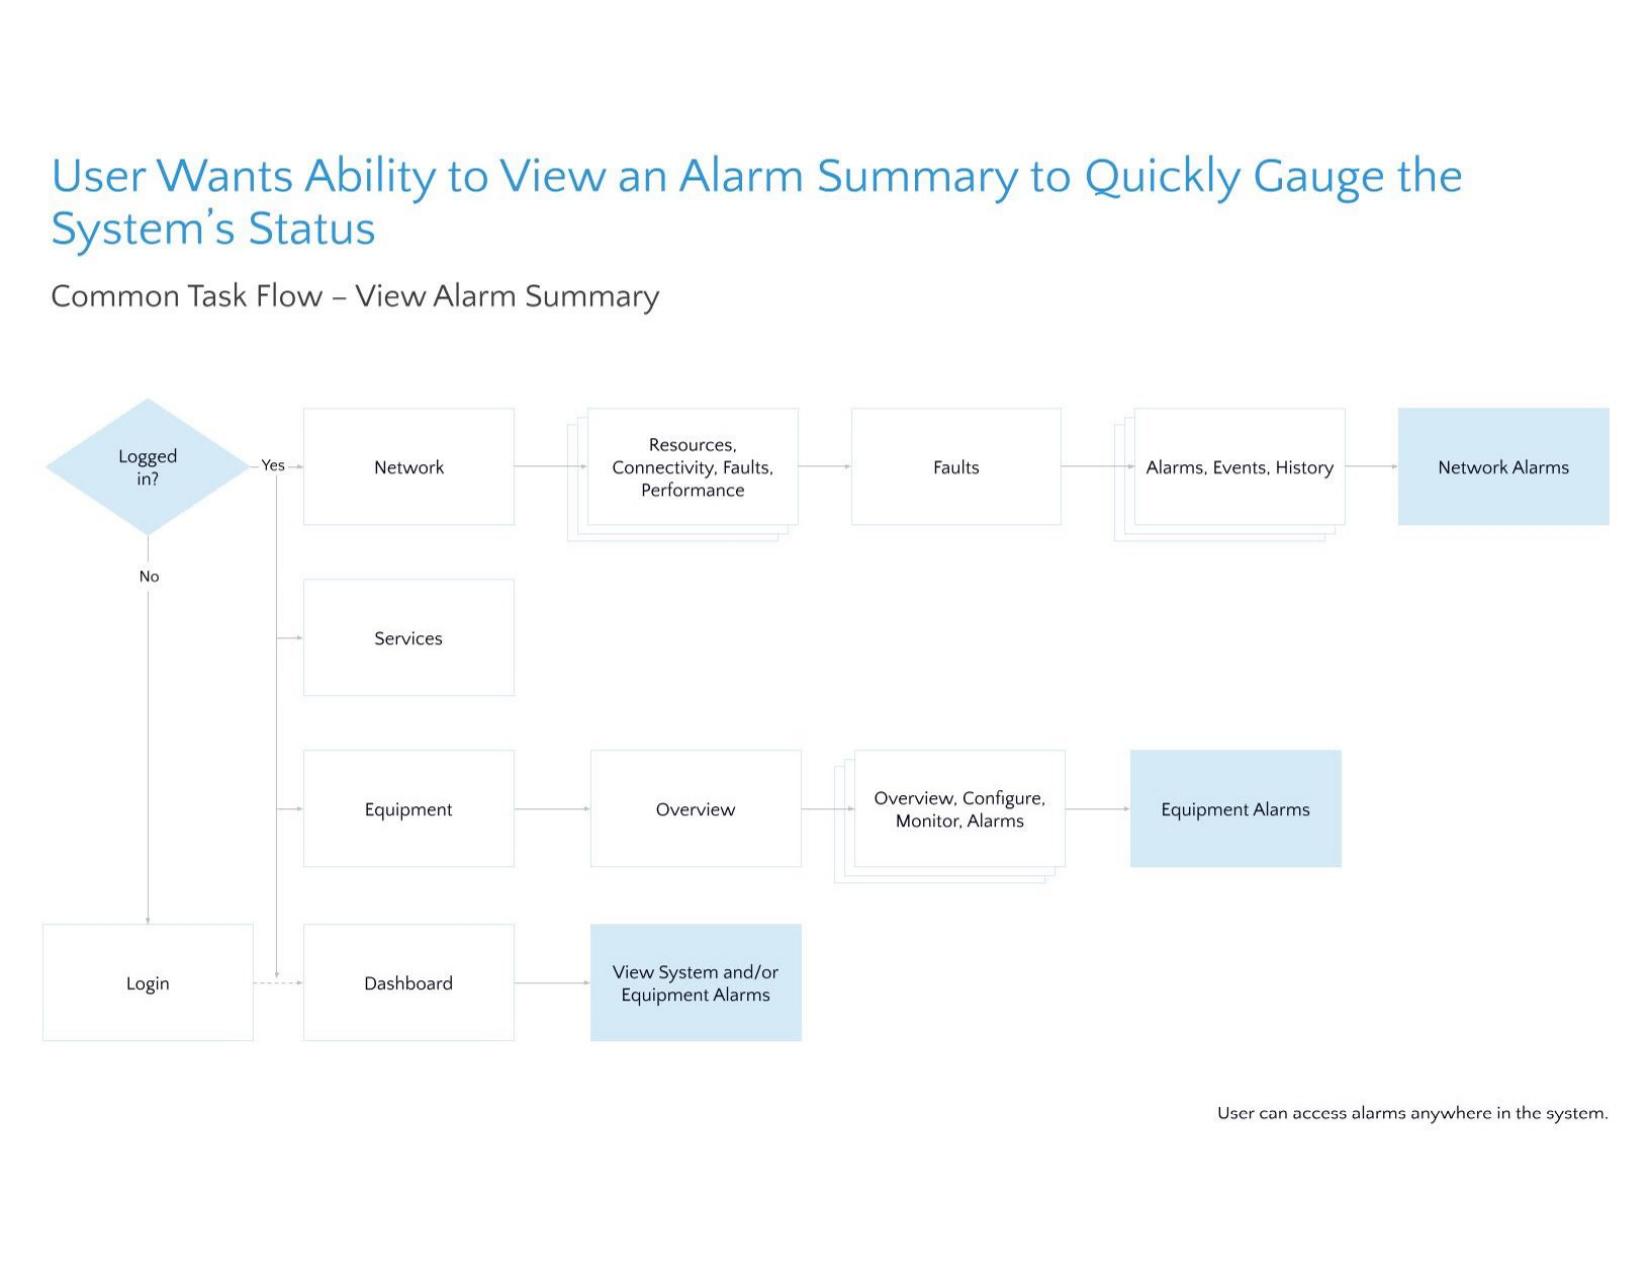 User Wants Ability to View an Alarm Summary to Quickly Gauge the
System's Status
Common Task Flow – View Alarm Summary
Logged
in?
Yes
Network
Resources,
Connectivity, Faults,
Performance
Faults
Alarms, Events, History
Network Alarms
No
Services
Equipment
Overview
Overview, Configure,
Monitor, Alarms
Equipment Alarms
Login
Dashboard
View System and/or
Equipment Alarms
User can access alarms anywhere in the system.